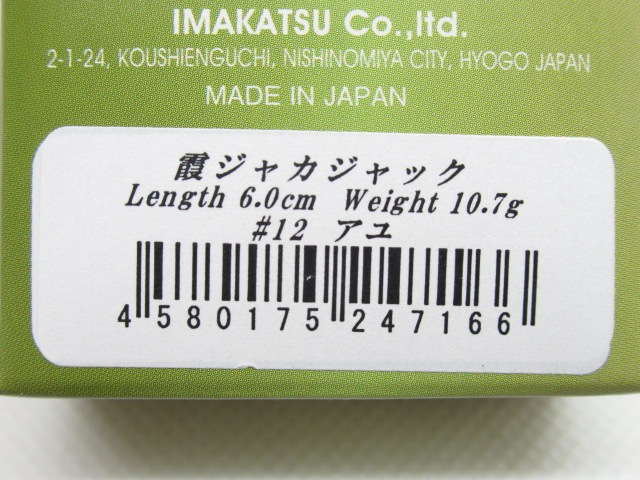 IMAKATSU Co.,ltd.
2-1-24, KOUSHIENGUCHI, NISHINOMIYA CITY, HYOGO JAPAN
MADE IN JAPAN
霞ジャカジャック
Length 6.0cm Weight 10.7g
#12 アユ
4 580175 247166